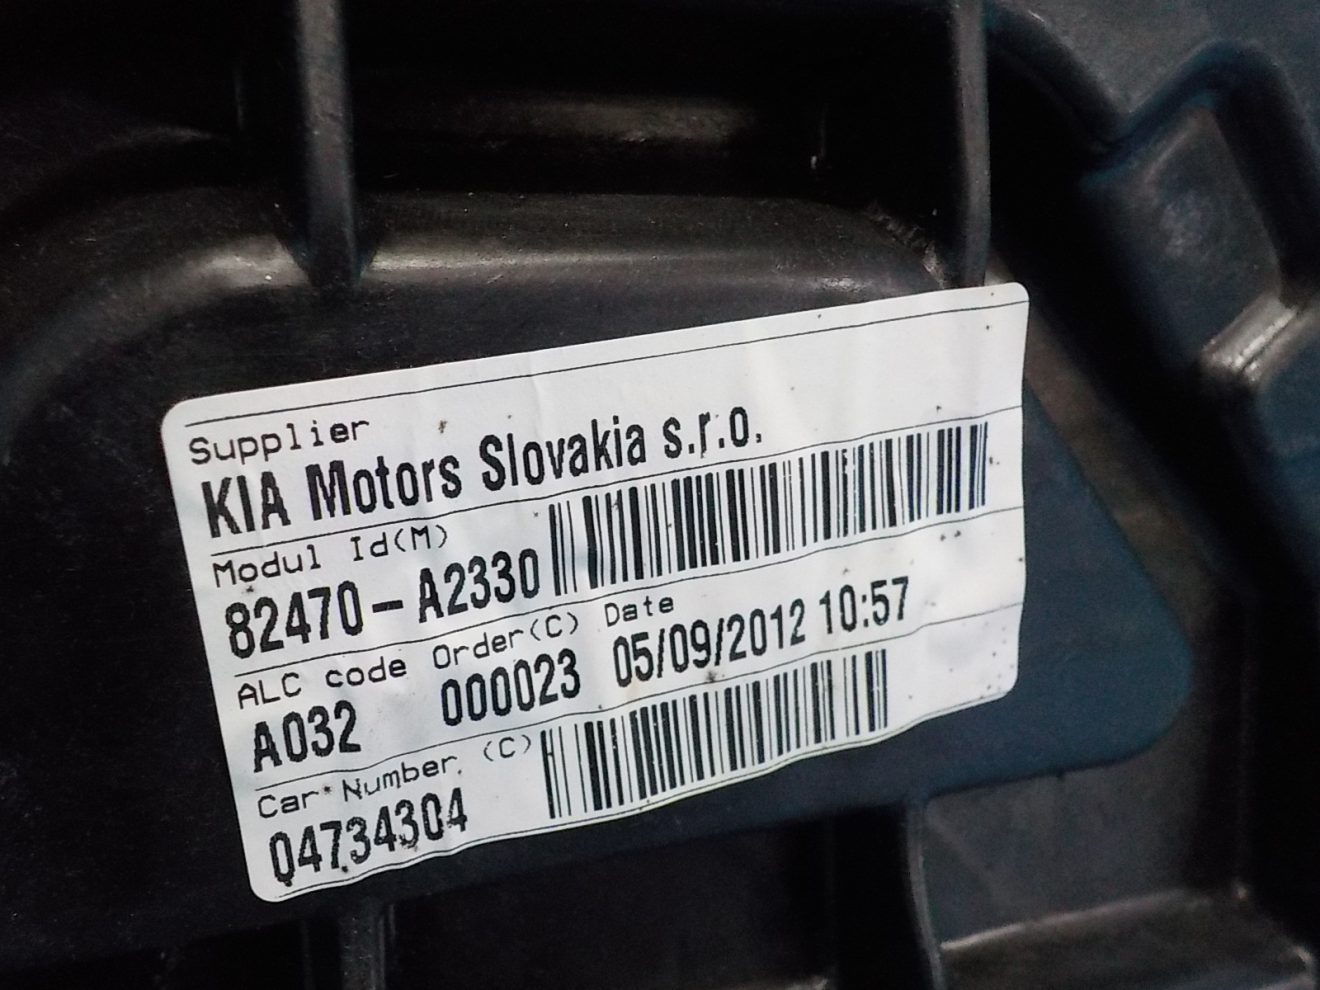 Supplier
KIA Motors Slovakia s.r.o.
Modul Id(M)
82470-A2330
ALC code Order(C) Date
A032 000023 05/09/2012 10:57
Car Number (C)
04734304